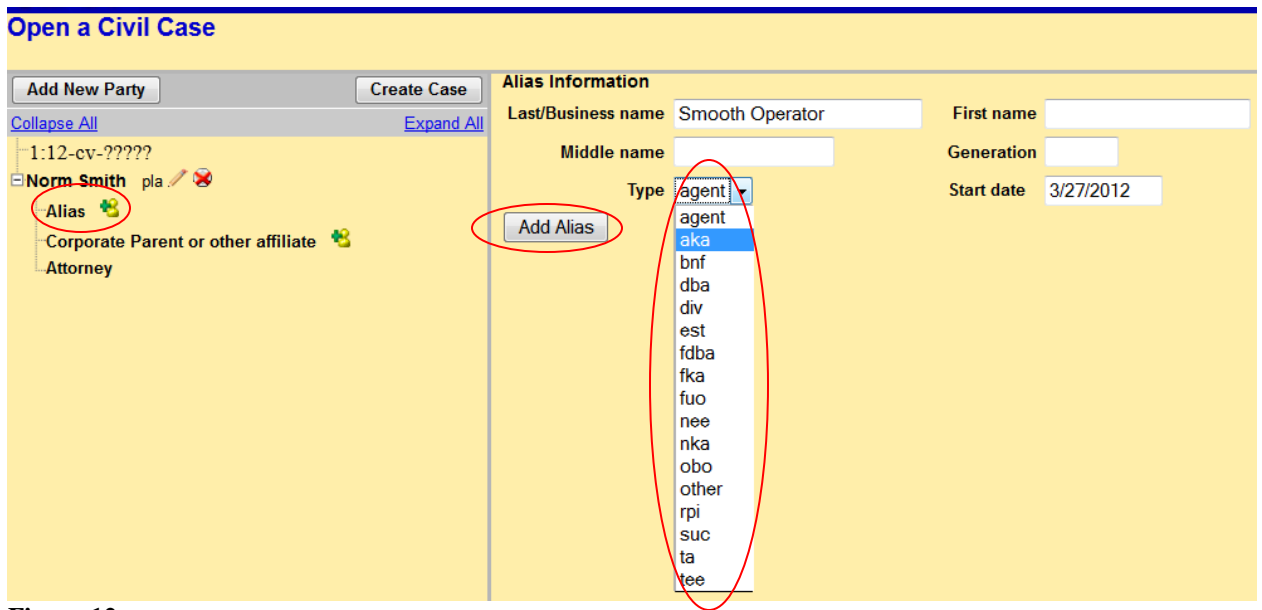 Open a Civil Case
Add New Party Create Case
Collapse All Expand All
1:12-cv-?????
Norm Smith pla
Alias
Corporate Parent or other affiliate
Attorney
Alias Information
Last/Business name Smooth Operator First name
Middle name Generation
Type agent Start date 3/27/2012
Add Alias
agent
aka
bnf
dba
div
est
fdba
fka
fuo
nee
nka
obo
other
rpi
suc
ta
tee